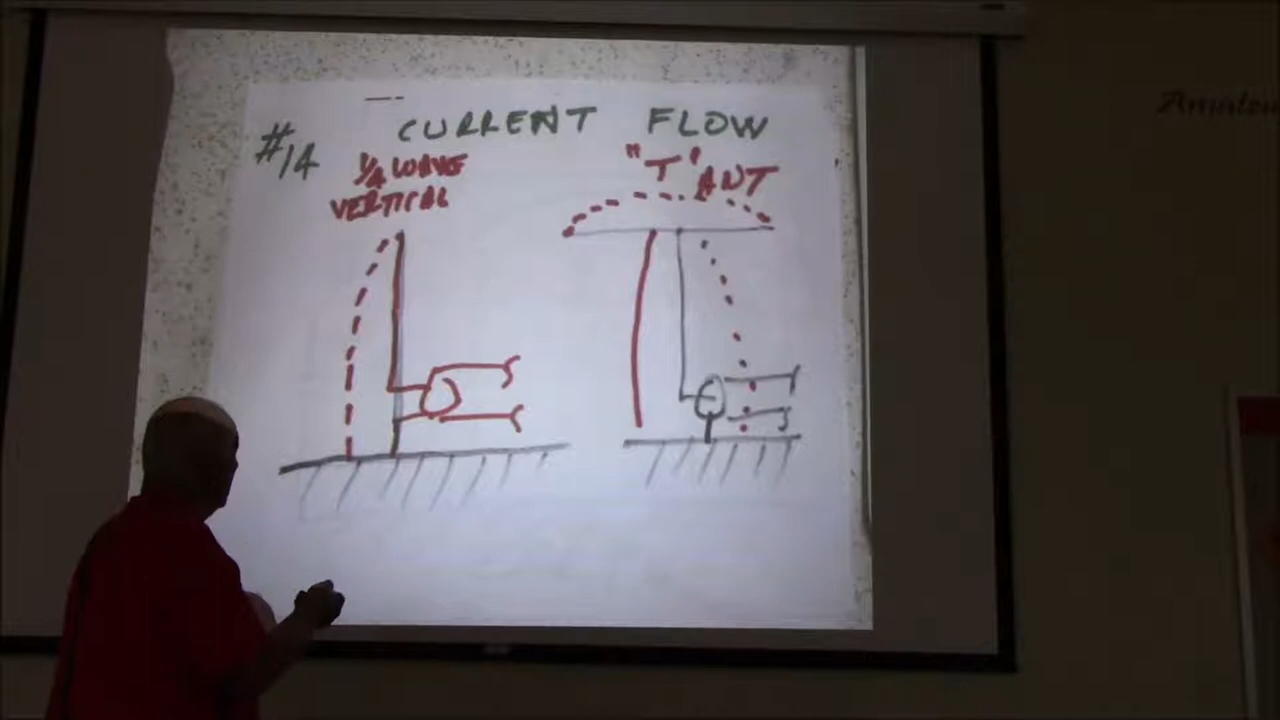 CURRENT FLOW
#14
1/4 WAVE
VERTICAL
"T" ANT